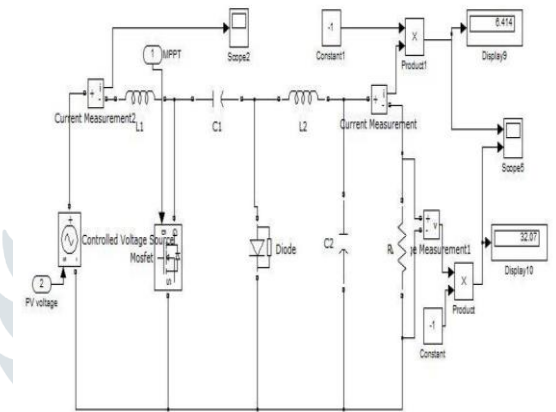 1
MPPT
Scope2
-1
Constant1
X
Product1
6.414
Display9
i
+
-
Current Measurement2
L1
C1
L2
i
+
-
Current Measurement
Scope5
Controlled Voltage Source
Mosfet
g
D
S
Diode
C2
R
+
-
v
ge Measurement1
32.07
Display10
X
Product
-1
Constant
2
PV voltage